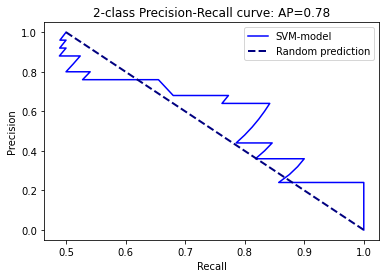 2-class Precision-Recall curve: AP=0.78
SVM-model
Random prediction
Precision
1.0
0.8
0.6
0.4
0.2
0.0
0.5 0.6 0.7 0.8 0.9 1.0
Recall